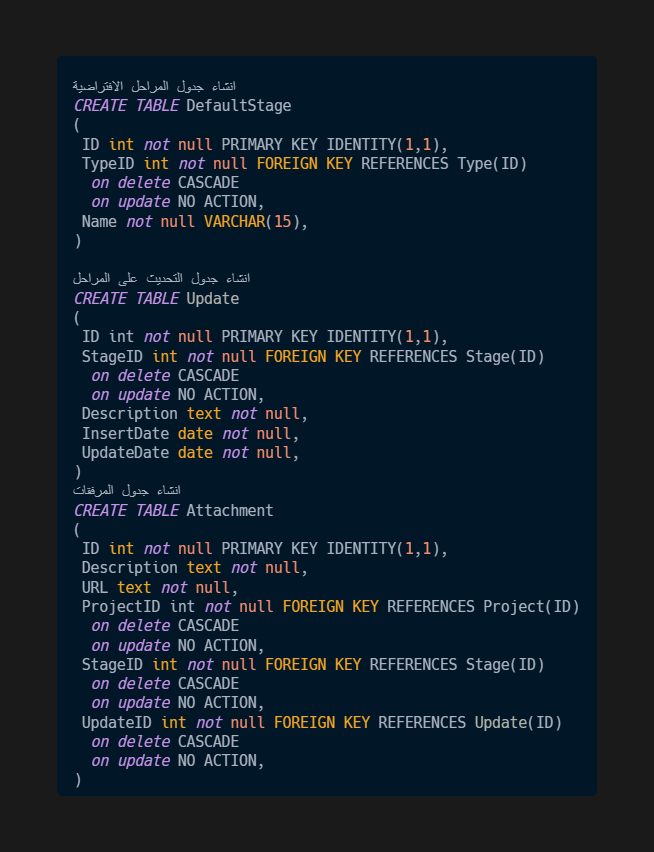 انشاء جدول المراحل الافتراضية
CREATE TABLE DefaultStage
(
ID int not null PRIMARY KEY IDENTITY(1,1),
TypeID int not null FOREIGN KEY REFERENCES Type(ID)
on delete CASCADE
on update NO ACTION,
Name not null VARCHAR(15),
)
انشاء جدول التحديث على المراحل
CREATE TABLE Update
(
ID int not null PRIMARY KEY IDENTITY(1,1),
StageID int not null FOREIGN KEY REFERENCES Stage(ID)
on delete CASCADE
on update NO ACTION,
Description text not null,
InsertDate date not null,
UpdateDate date not null,
)
انشاء جدول المرفقات
CREATE TABLE Attachment
(
ID int not null PRIMARY KEY IDENTITY(1,1),
Description text not null,
URL text not null,
ProjectID int not null FOREIGN KEY REFERENCES Project(ID)
on delete CASCADE
on update NO ACTION,
StageID int not null FOREIGN KEY REFERENCES Stage(ID)
on delete CASCADE
on update NO ACTION,
UpdateID int not null FOREIGN KEY REFERENCES Update(ID)
on delete CASCADE
on update NO ACTION,
)